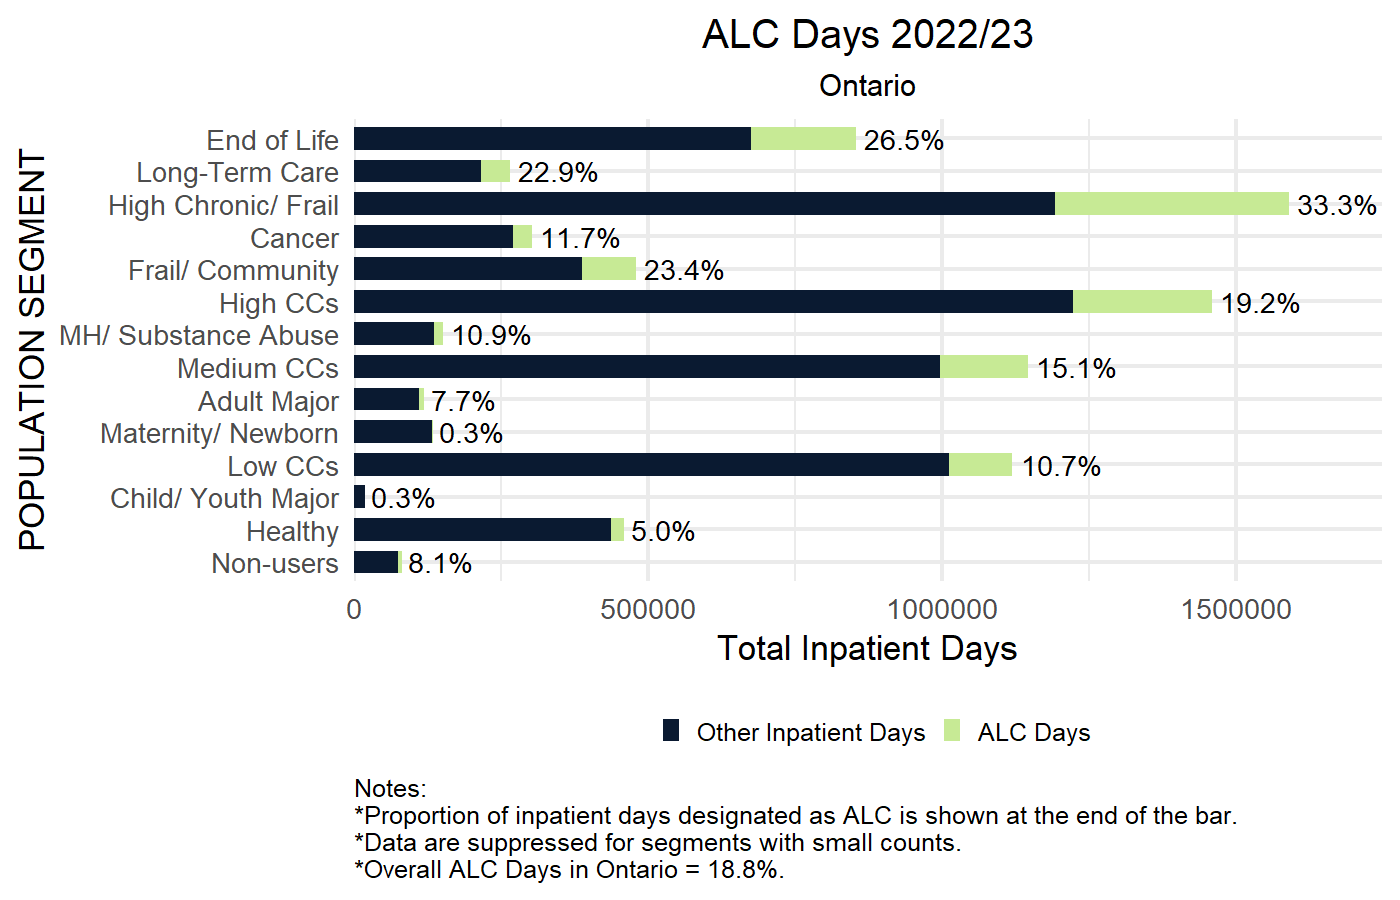 ALC Days 2022/23
Ontario
POPULATION SEGMENT
End of Life 26.5%
Long-Term Care 22.9%
High Chronic/ Frail 33.3%
Cancer 11.7%
Frail/ Community 23.4%
High CCs 19.2%
MH/ Substance Abuse 10.9%
Medium CCs 15.1%
Adult Major 7.7%
Maternity/ Newborn 0.3%
Low CCs 10.7%
Child/ Youth Major 0.3%
Healthy 5.0%
Non-users 8.1%
0 500000 1000000 1500000
Total Inpatient Days
Other Inpatient Days ALC Days
Notes:
*Proportion of inpatient days designated as ALC is shown at the end of the bar.
*Data are suppressed for segments with small counts.
*Overall ALC Days in Ontario = 18.8%.